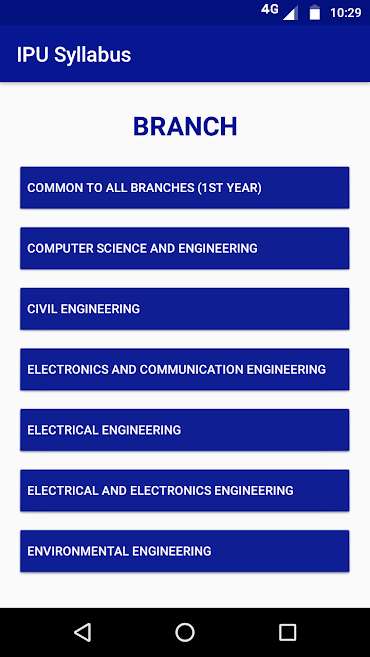 4G 10:29
IPU Syllabus
BRANCH
COMMON TO ALL BRANCHES (1ST YEAR)
COMPUTER SCIENCE AND ENGINEERING
CIVIL ENGINEERING
ELECTRONICS AND COMMUNICATION ENGINEERING
ELECTRICAL ENGINEERING
ELECTRICAL AND ELECTRONICS ENGINEERING
ENVIRONMENTAL ENGINEERING